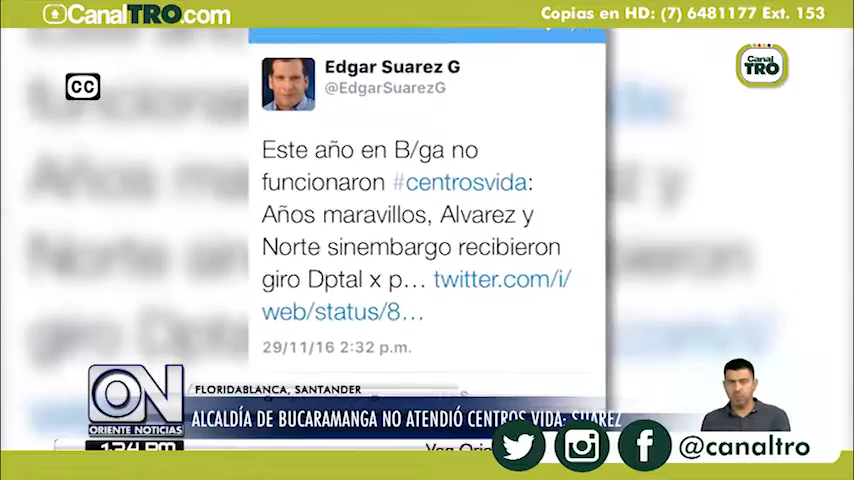 CanalTRO.com
Copias en HD: (7) 6481177 Ext. 153
Canal
TRO
CC
Edgar Suarez G
@EdgarSuarezG
Este año en B/ga no
funcionaron #centrosvida:
Años maravillos, Alvarez y
Norte sinembargo recibieron
giro Dptal x p... twitter.com/i/
web/status/8...
29/11/16 2:32 p.m.
ON
ORIENTE NOTICIAS
FLORIDABLANCA, SANTANDER
ALCALDÍA DE BUCARAMANGA NO ATENDIÓ CENTROS VIDA: SUÁREZ
@canaltro